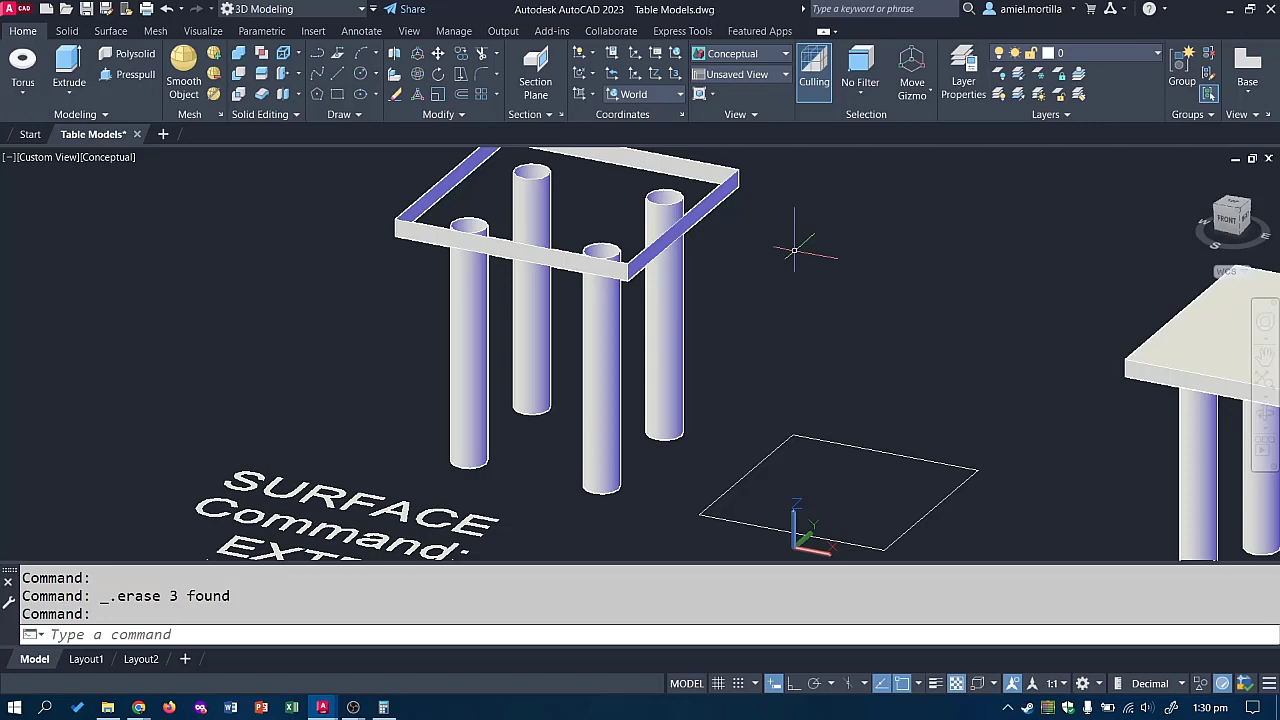 CAD
3D Modeling
Share
Autodesk AutoCAD 2023 Table Models.dwg
Type a keyword or phrase
amiel.mortilla
Home Solid Surface Mesh Visualize Parametric Insert Annotate View Manage Output Add-ins Collaborate Express Tools Featured Apps
Torus
Extrude
Polysolid
Presspull
Smooth
Object
Section
Plane
World
Conceptual
Unsaved View
Culling
No Filter
Move
Gizmo
Layer
Properties
0
Group
Base
Modeling Mesh Solid Editing Draw Modify Section Coordinates View Selection Layers Groups View
Start Table Models*
[−][Custom View][Conceptual]
TOP
FRONT
S
E
WCS
SURFACE
Command:
Z
Y
X
Command:
Command: _.erase 3 found
Command:
Type a command
Model Layout1 Layout2
MODEL 1:1 Decimal
1:30 pm